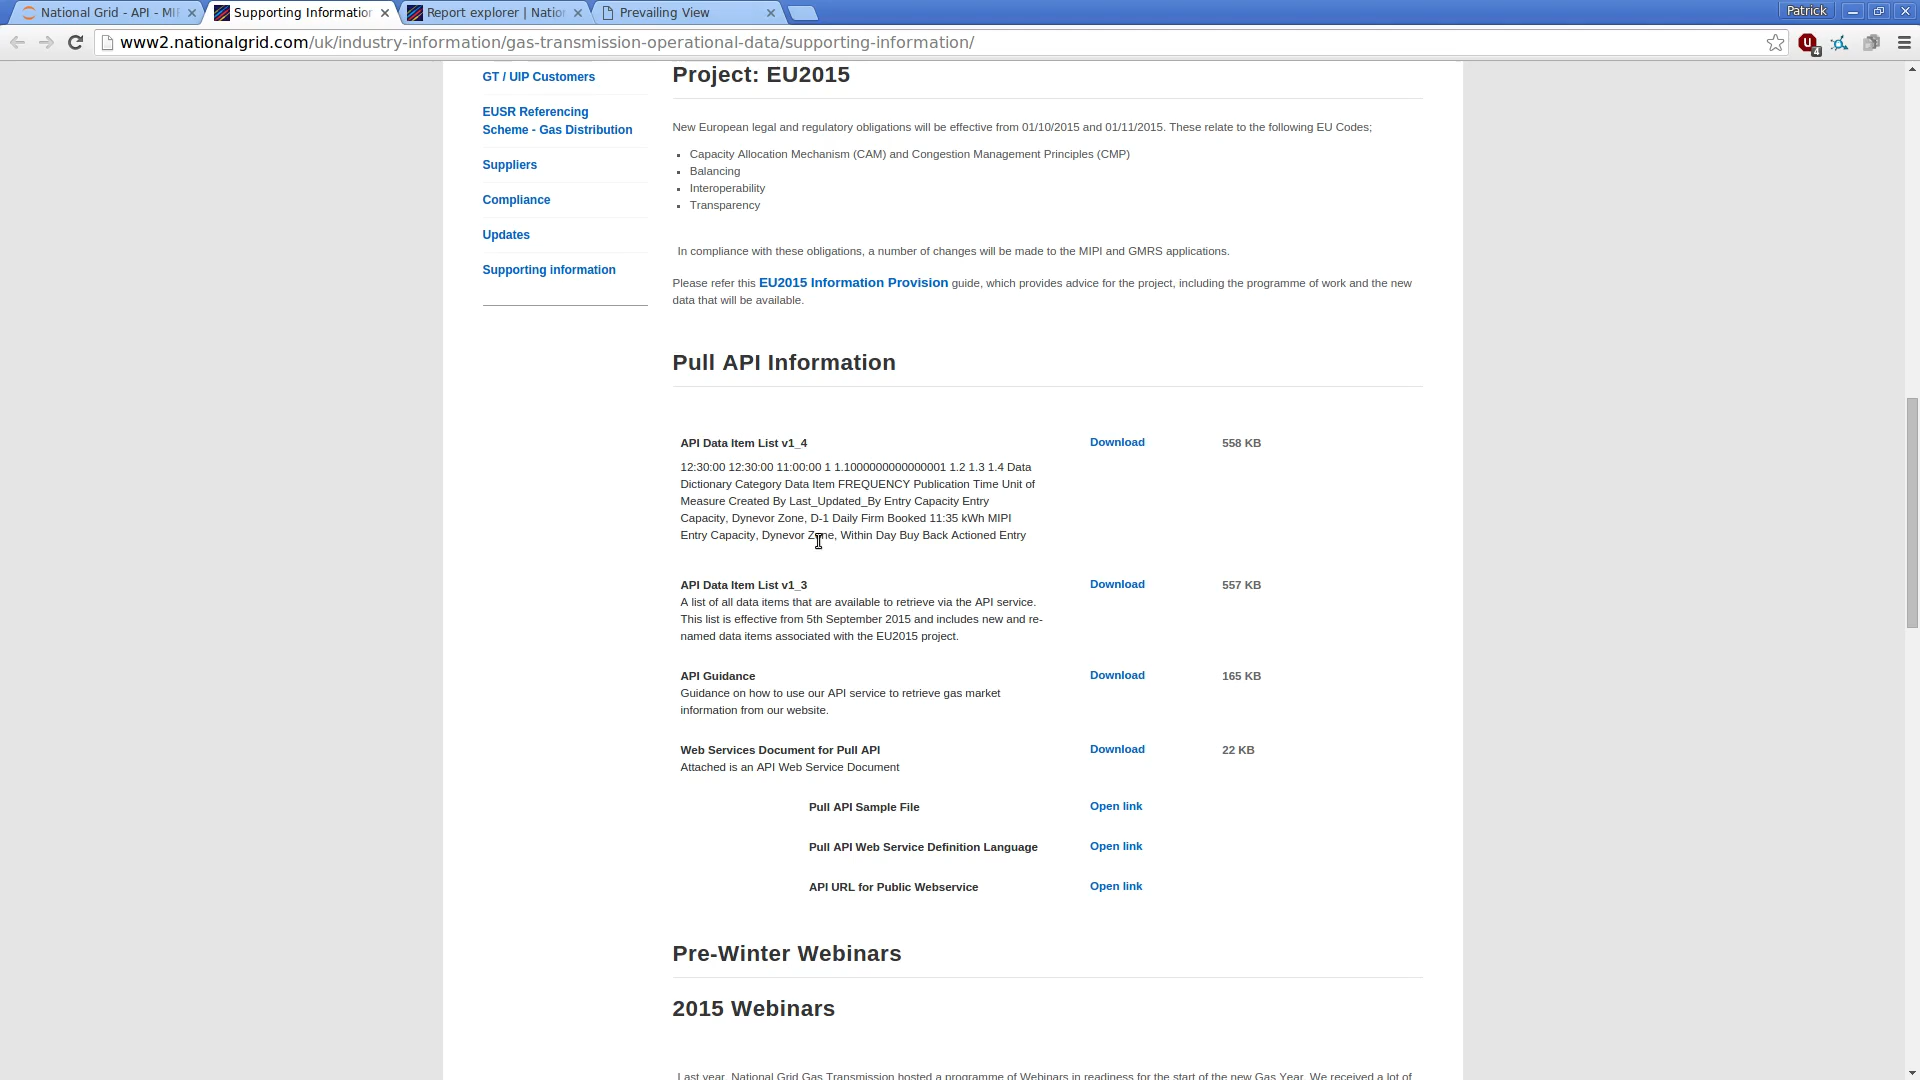 National Grid - API - MI
Supporting Information
Report explorer | Natio
Prevailing View
Patrick
www2.nationalgrid.com/uk/industry-information/gas-transmission-operational-data/supporting-information/
4
GT / UIP Customers
EUSR Referencing
Scheme - Gas Distribution
Suppliers
Compliance
Updates
Supporting information
Project: EU2015
New European legal and regulatory obligations will be effective from 01/10/2015 and 01/11/2015. These relate to the following EU Codes;
Capacity Allocation Mechanism (CAM) and Congestion Management Principles (CMP)
Balancing
Interoperability
Transparency
In compliance with these obligations, a number of changes will be made to the MIPI and GMRS applications.
Please refer this EU2015 Information Provision guide, which provides advice for the project, including the programme of work and the new
data that will be available.
Pull API Information
API Data Item List v1_4 Download 558 KB
12:30:00 12:30:00 11:00:00 1 1.1000000000000001 1.2 1.3 1.4 Data
Dictionary Category Data Item FREQUENCY Publication Time Unit of
Measure Created By Last_Updated_By Entry Capacity Entry
Capacity, Dynevor Zone, D-1 Daily Firm Booked 11:35 kWh MIPI
Entry Capacity, Dynevor Zone, Within Day Buy Back Actioned Entry
API Data Item List v1_3 Download 557 KB
A list of all data items that are available to retrieve via the API service.
This list is effective from 5th September 2015 and includes new and re-
named data items associated with the EU2015 project.
API Guidance Download 165 KB
Guidance on how to use our API service to retrieve gas market
information from our website.
Web Services Document for Pull API Download 22 KB
Attached is an API Web Service Document
Pull API Sample File Open link
Pull API Web Service Definition Language Open link
API URL for Public Webservice Open link
Pre-Winter Webinars
2015 Webinars
Last year, National Grid Gas Transmission hosted a programme of Webinars in readiness for the start of the new Gas Year. We received a lot of